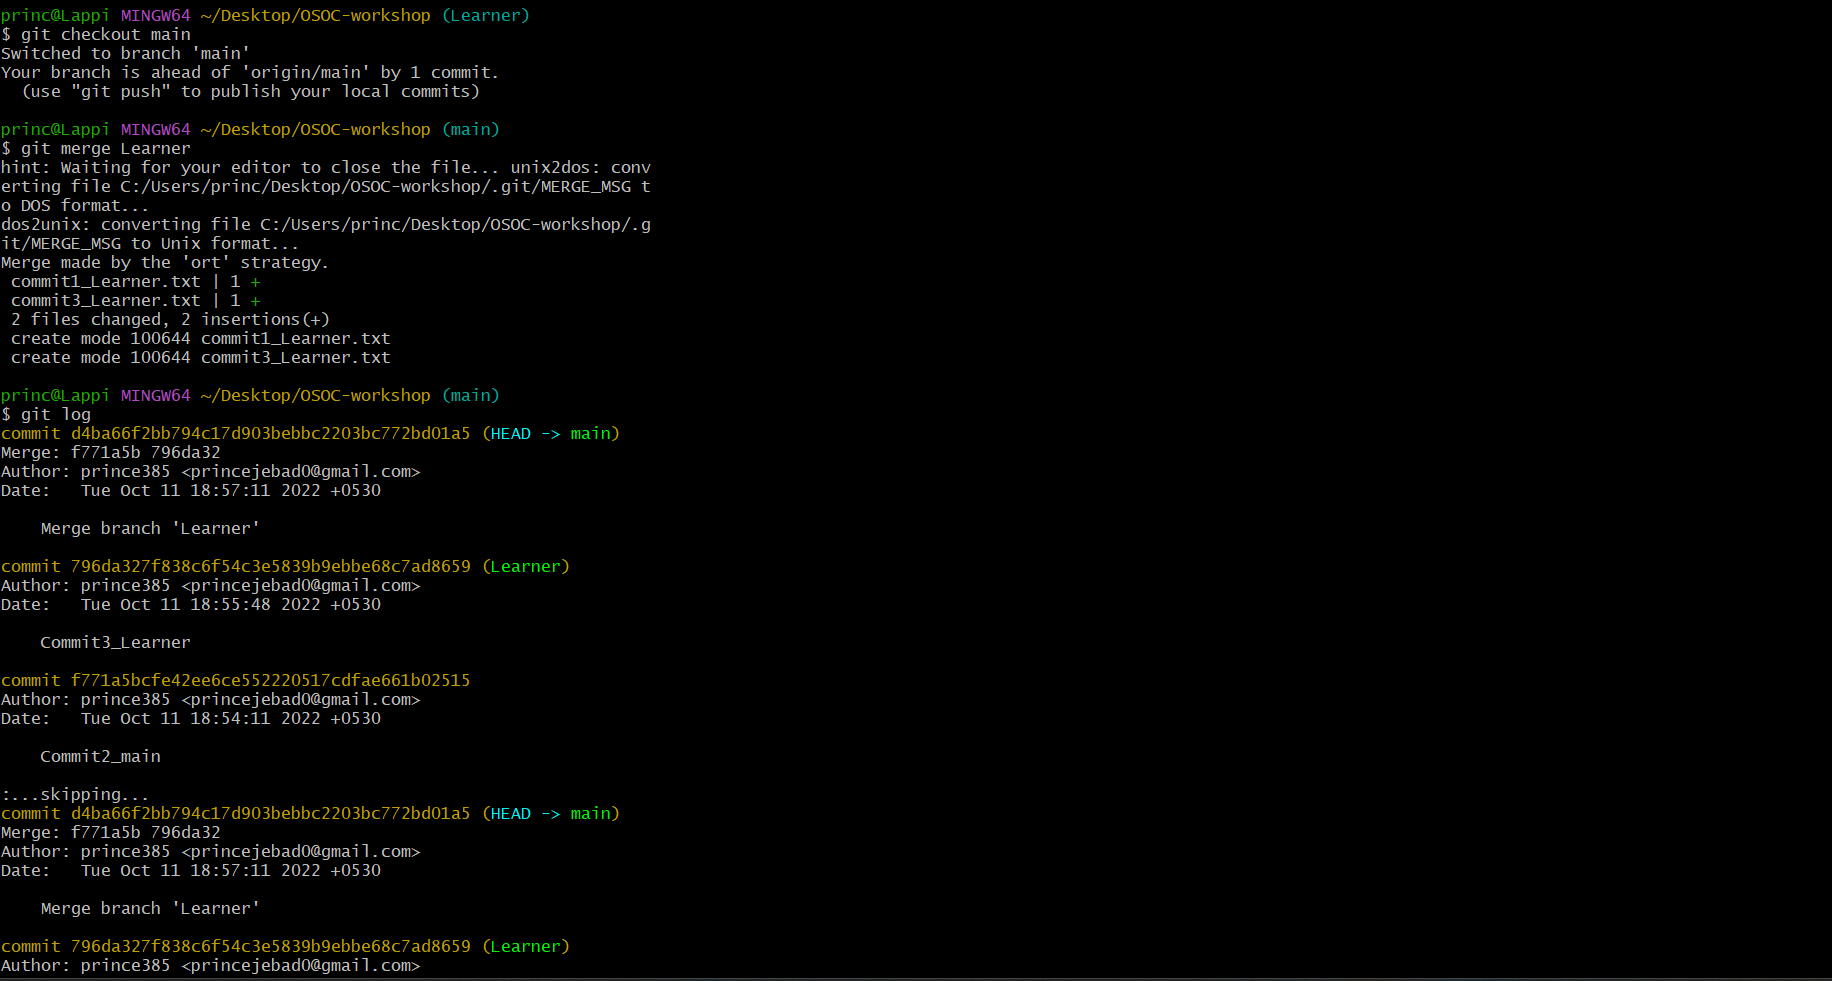 princ@Lappi MINGW64 ~/Desktop/OSOC-workshop (Learner)
$ git checkout main
Switched to branch 'main'
Your branch is ahead of 'origin/main' by 1 commit.
  (use "git push" to publish your local commits)

princ@Lappi MINGW64 ~/Desktop/OSOC-workshop (main)
$ git merge Learner
hint: Waiting for your editor to close the file... unix2dos: conv
erting file C:/Users/princ/Desktop/OSOC-workshop/.git/MERGE_MSG t
o DOS format...
dos2unix: converting file C:/Users/princ/Desktop/OSOC-workshop/.g
it/MERGE_MSG to Unix format...
Merge made by the 'ort' strategy.
 commit1_Learner.txt | 1 +
 commit3_Learner.txt | 1 +
 2 files changed, 2 insertions(+)
 create mode 100644 commit1_Learner.txt
 create mode 100644 commit3_Learner.txt

princ@Lappi MINGW64 ~/Desktop/OSOC-workshop (main)
$ git log
commit d4ba66f2bb794c17d903bebbc2203bc772bd01a5 (HEAD -> main)
Merge: f771a5b 796da32
Author: prince385 <princejebad0@gmail.com>
Date:   Tue Oct 11 18:57:11 2022 +0530

    Merge branch 'Learner'

commit 796da327f838c6f54c3e5839b9ebbe68c7ad8659 (Learner)
Author: prince385 <princejebad0@gmail.com>
Date:   Tue Oct 11 18:55:48 2022 +0530

    Commit3_Learner

commit f771a5bcfe42ee6ce552220517cdfae661b02515
Author: prince385 <princejebad0@gmail.com>
Date:   Tue Oct 11 18:54:11 2022 +0530

    Commit2_main

:...skipping...
commit d4ba66f2bb794c17d903bebbc2203bc772bd01a5 (HEAD -> main)
Merge: f771a5b 796da32
Author: prince385 <princejebad0@gmail.com>
Date:   Tue Oct 11 18:57:11 2022 +0530

    Merge branch 'Learner'

commit 796da327f838c6f54c3e5839b9ebbe68c7ad8659 (Learner)
Author: prince385 <princejebad0@gmail.com>